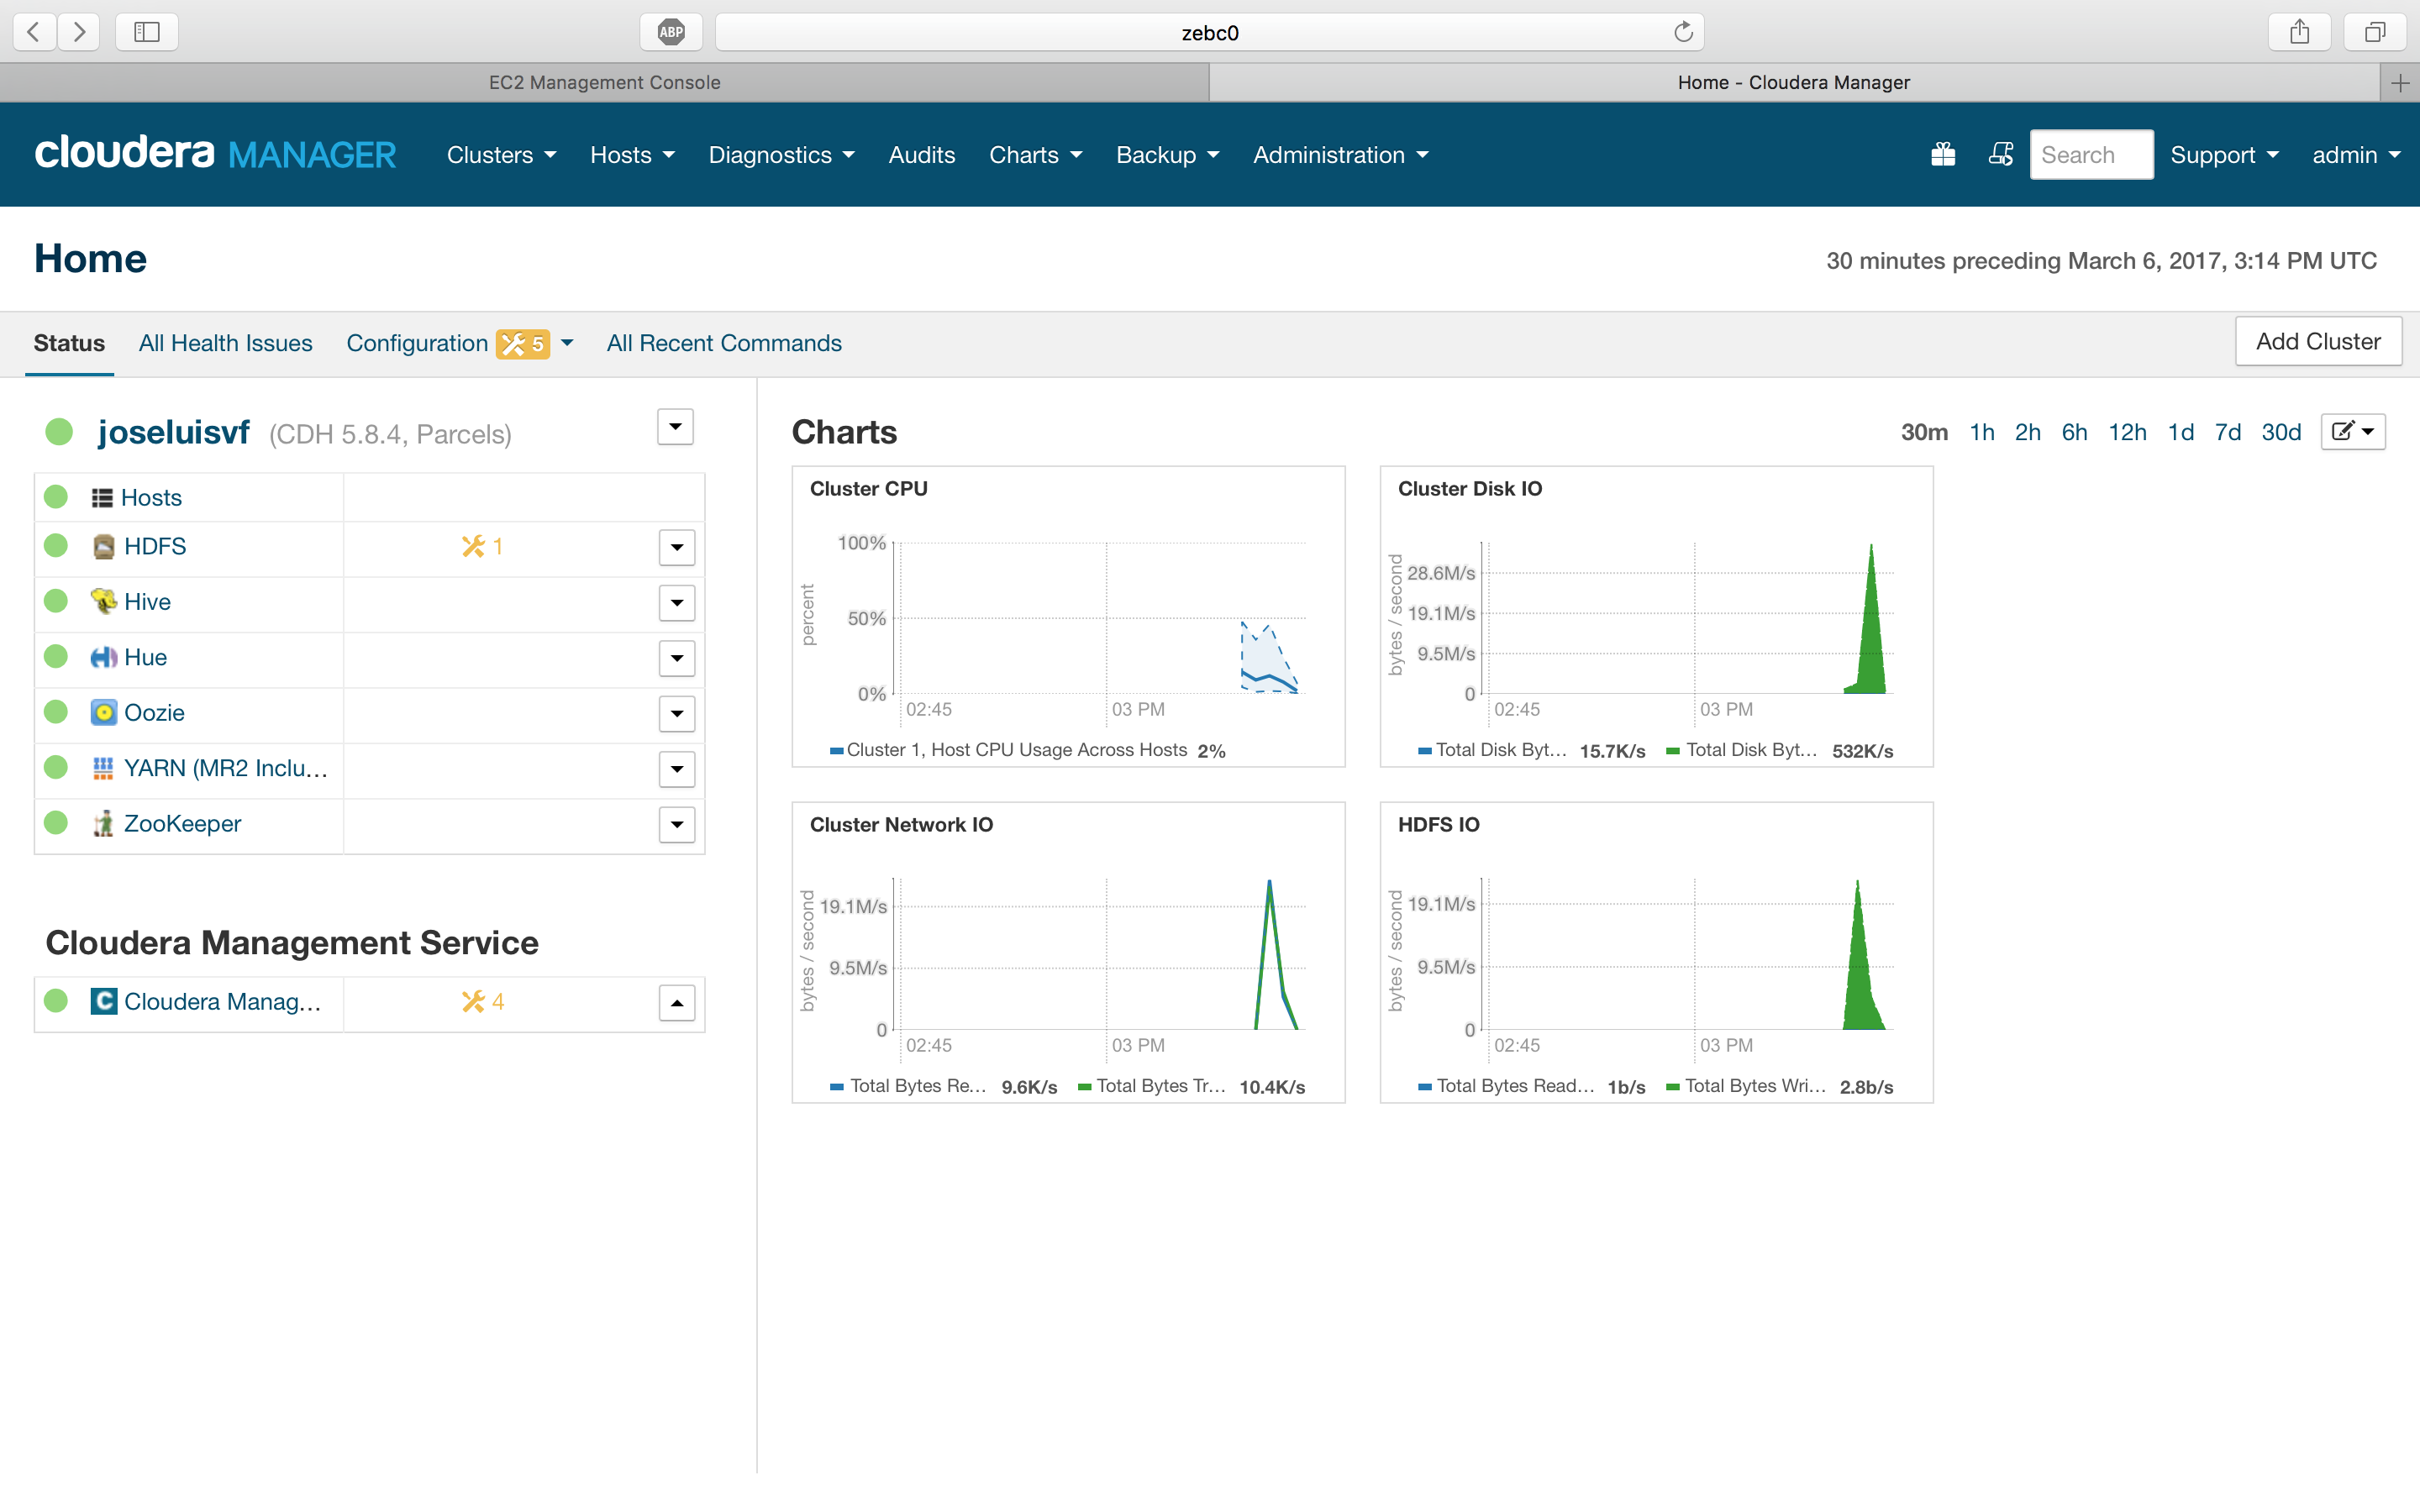 ABP
zebc0
EC2 Management Console
Home - Cloudera Manager
cloudera MANAGER Clusters Hosts Diagnostics Audits Charts Backup Administration Search Support admin
Home
30 minutes preceding March 6, 2017, 3:14 PM UTC
Status All Health Issues Configuration 5 All Recent Commands Add Cluster
joseluisvf (CDH 5.8.4, Parcels)
Hosts
HDFS 1
Hive
Hue
Oozie
YARN (MR2 Inclu...
ZooKeeper
Cloudera Management Service
C Cloudera Manag... 4
Charts
30m 1h 2h 6h 12h 1d 7d 30d
Cluster CPU
percent
100%
50%
0%
02:45 03 PM
Cluster 1, Host CPU Usage Across Hosts 2%
Cluster Disk IO
bytes / second
28.6M/s
19.1M/s
9.5M/s
0
02:45 03 PM
Total Disk Byt... 15.7K/s Total Disk Byt... 532K/s
Cluster Network IO
bytes / second
19.1M/s
9.5M/s
0
02:45 03 PM
Total Bytes Re... 9.6K/s Total Bytes Tr... 10.4K/s
HDFS IO
bytes / second
19.1M/s
9.5M/s
0
02:45 03 PM
Total Bytes Read... 1b/s Total Bytes Wri... 2.8b/s